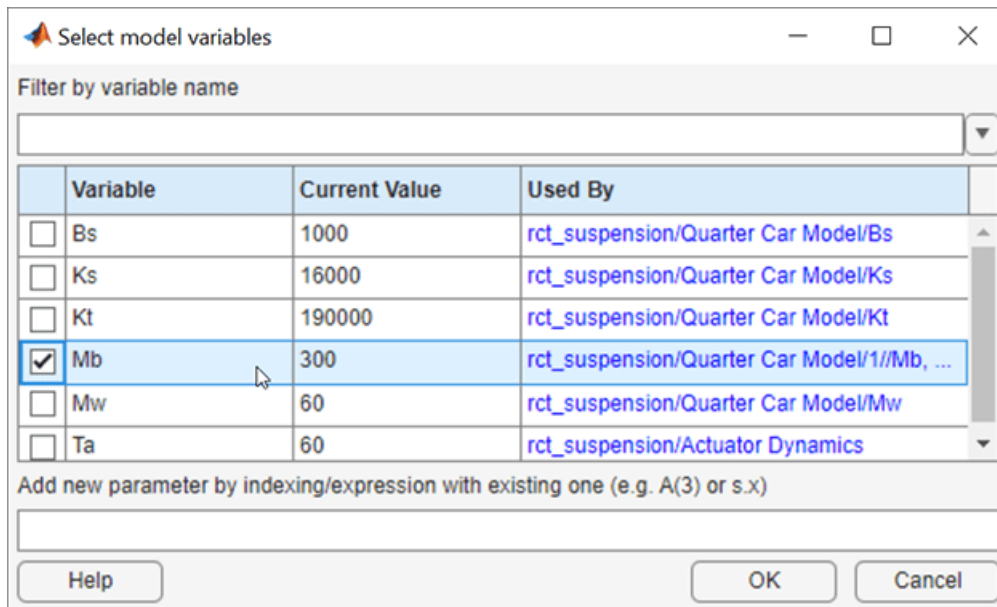 Select model variables
Filter by variable name
Variable Current Value Used By
Bs 1000 rct_suspension/Quarter Car Model/Bs
Ks 16000 rct_suspension/Quarter Car Model/Ks
Kt 190000 rct_suspension/Quarter Car Model/Kt
Mb 300 rct_suspension/Quarter Car Model/1//Mb, ...
Mw 60 rct_suspension/Quarter Car Model/Mw
Ta 60 rct_suspension/Actuator Dynamics
Add new parameter by indexing/expression with existing one (e.g. A(3) or s.x)
Help OK Cancel